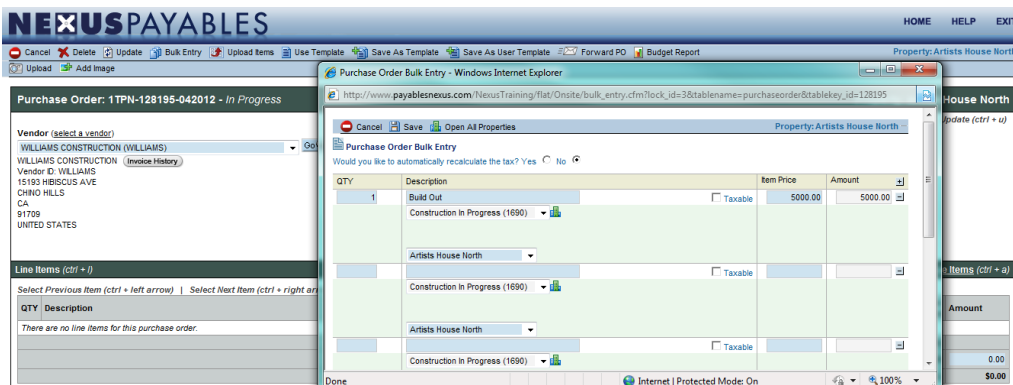 NEXUSPAYABLES
HOME HELP EXIT
Cancel Delete Update Bulk Entry Upload Items Use Template Save As Template Save As User Template Forward PO Budget Report Property: Artists House North
Upload Add Image
Purchase Order Bulk Entry - Windows Internet Explorer
http://www.payablesnexus.com/NexusTraining/flat/Onsite/bulk_entry.cfm?lock_id=3&tablename=purchaseorder&tablekey_id=128195
Purchase Order: 1TPN-128195-042012 - In Progress
House North
Update (ctrl + u)
Vendor (select a vendor)
WILLIAMS CONSTRUCTION (WILLIAMS) Go
WILLIAMS CONSTRUCTION Invoice History
Vendor ID: WILLIAMS
15193 HIBISCUS AVE
CHINO HILLS
CA
91709
UNITED STATES
Cancel Save Open All Properties Property: Artists House North
Purchase Order Bulk Entry
Would you like to automatically recalculate the tax? Yes No
QTY Description Item Price Amount
1 Build Out Taxable 5000.00 5000.00
Construction In Progress (1690)
Artists House North
Taxable
Construction In Progress (1690)
Artists House North
Taxable
Construction In Progress (1690)
Line Items (ctrl + l)
Items (ctrl + a)
Select Previous Item (ctrl + left arrow) | Select Next Item (ctrl + right arr
QTY Description Amount
There are no line items for this purchase order.
0.00
$0.00
Done Internet | Protected Mode: On 100%